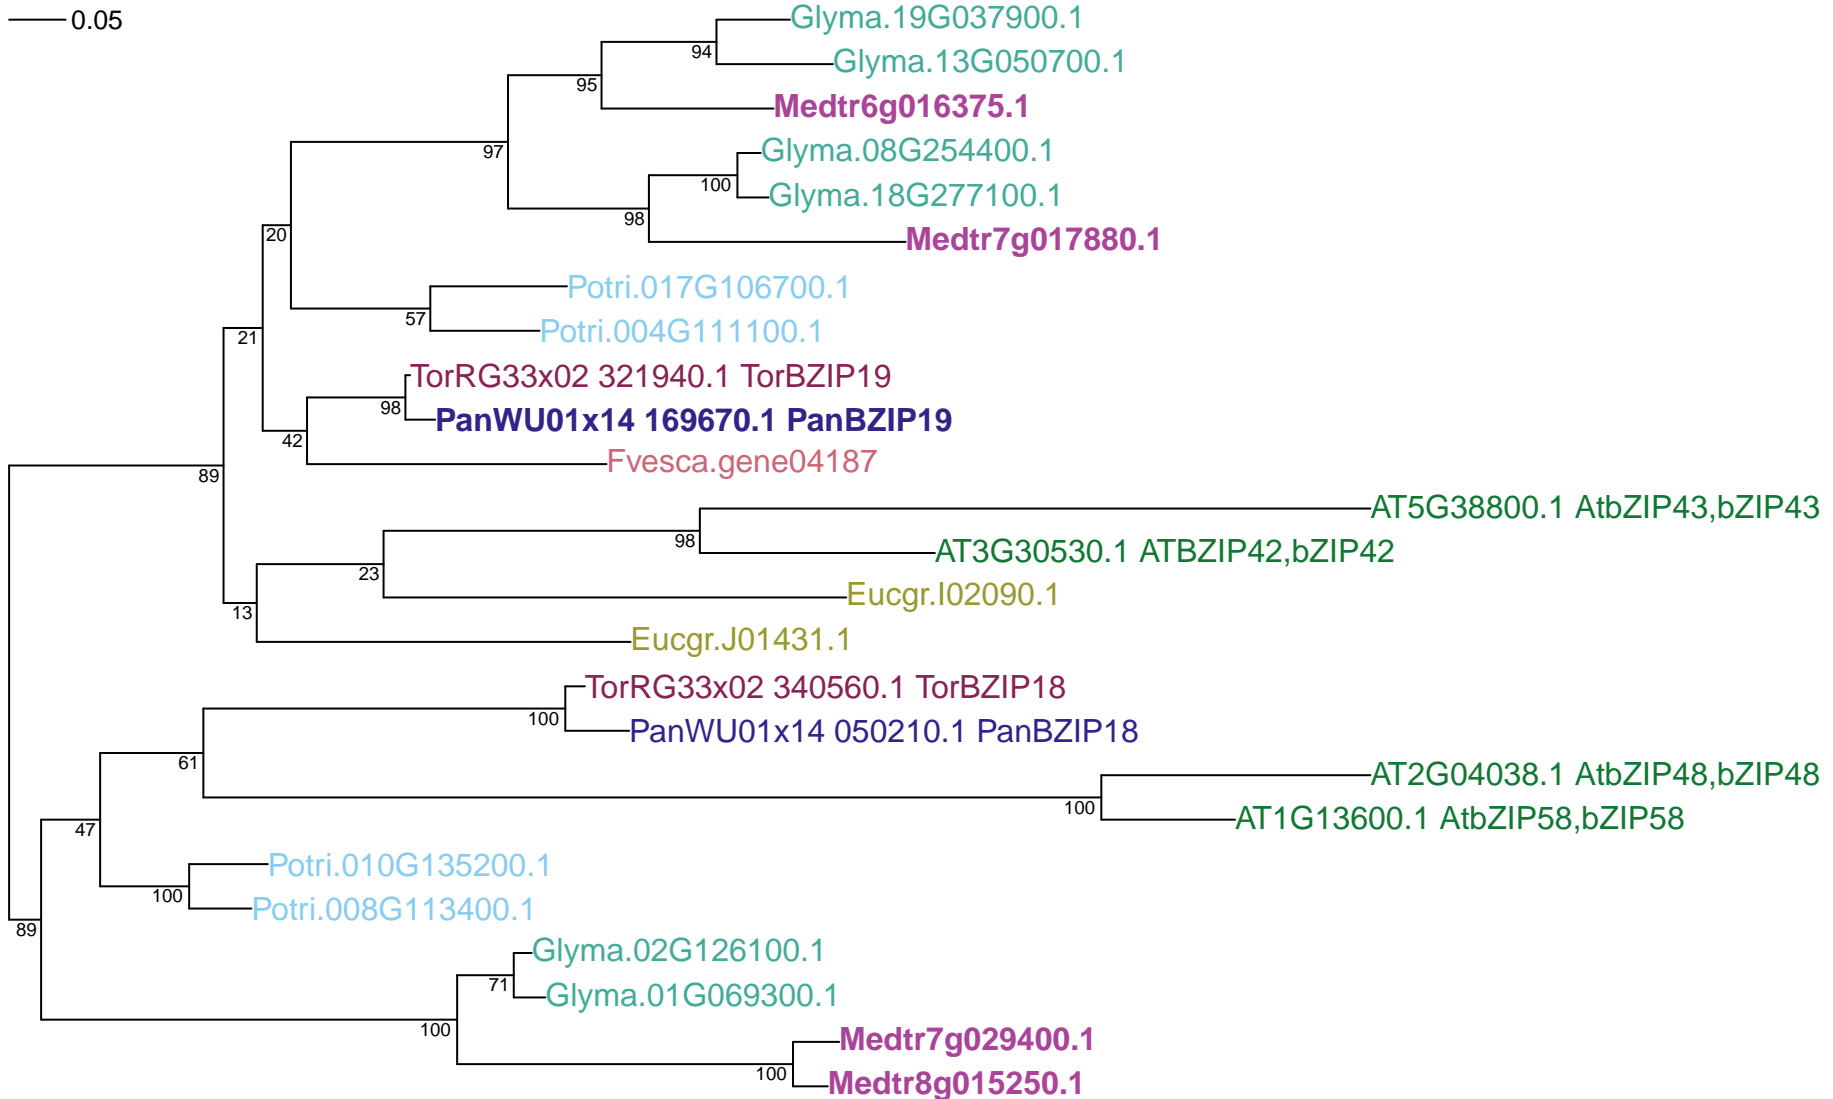 0.05
Glyma.19G037900.1
94
Glyma.13G050700.1
95
Medtr6g016375.1
97
Glyma.08G254400.1
100
Glyma.18G277100.1
98
Medtr7g017880.1
20
Potri.017G106700.1
57
Potri.004G111100.1
21
TorRG33x02 321940.1 TorBZIP19
98
PanWU01x14 169670.1 PanBZIP19
42
Fvesca.gene04187
89
AT5G38800.1 AtbZIP43,bZIP43
98
AT3G30530.1 ATBZIP42,bZIP42
23
Eucgr.I02090.1
13
Eucgr.J01431.1
TorRG33x02 340560.1 TorBZIP18
100
PanWU01x14 050210.1 PanBZIP18
61
AT2G04038.1 AtbZIP48,bZIP48
100
AT1G13600.1 AtbZIP58,bZIP58
47
Potri.010G135200.1
100
Potri.008G113400.1
89
Glyma.02G126100.1
71
Glyma.01G069300.1
100
Medtr7g029400.1
100
Medtr8g015250.1